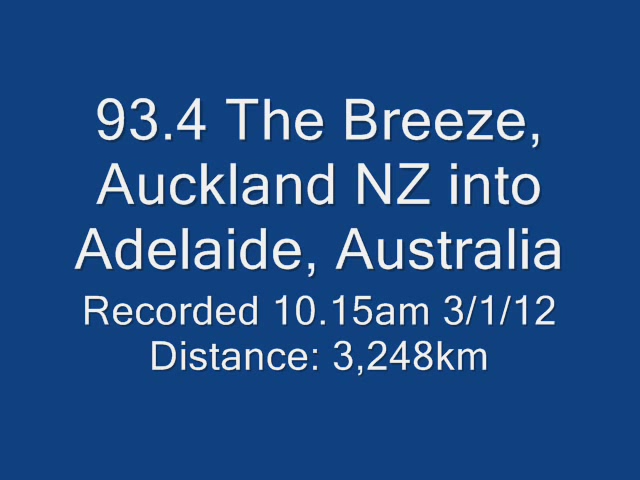 93.4 The Breeze,
Auckland NZ into
Adelaide, Australia
Recorded 10.15am 3/1/12
Distance: 3,248km